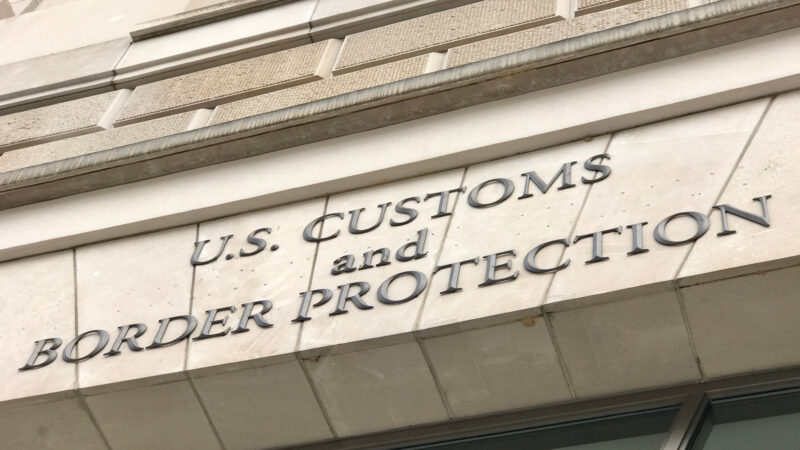 U.S. CUSTOMS
and
BORDER PROTECTION